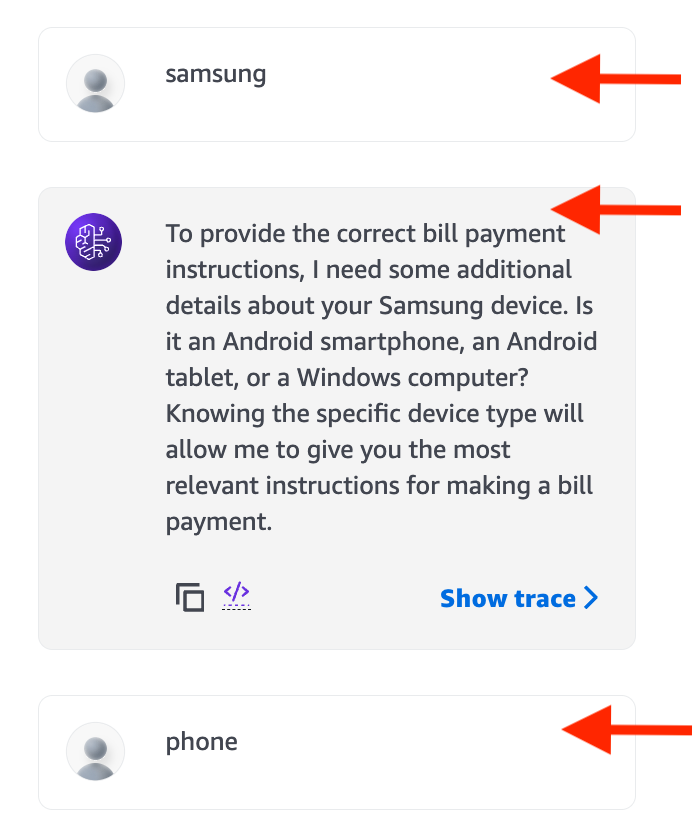 samsung
To provide the correct bill payment
instructions, I need some additional
details about your Samsung device. Is
it an Android smartphone, an Android
tablet, or a Windows computer?
Knowing the specific device type will
allow me to give you the most
relevant instructions for making a bill
payment.
</> Show trace
phone